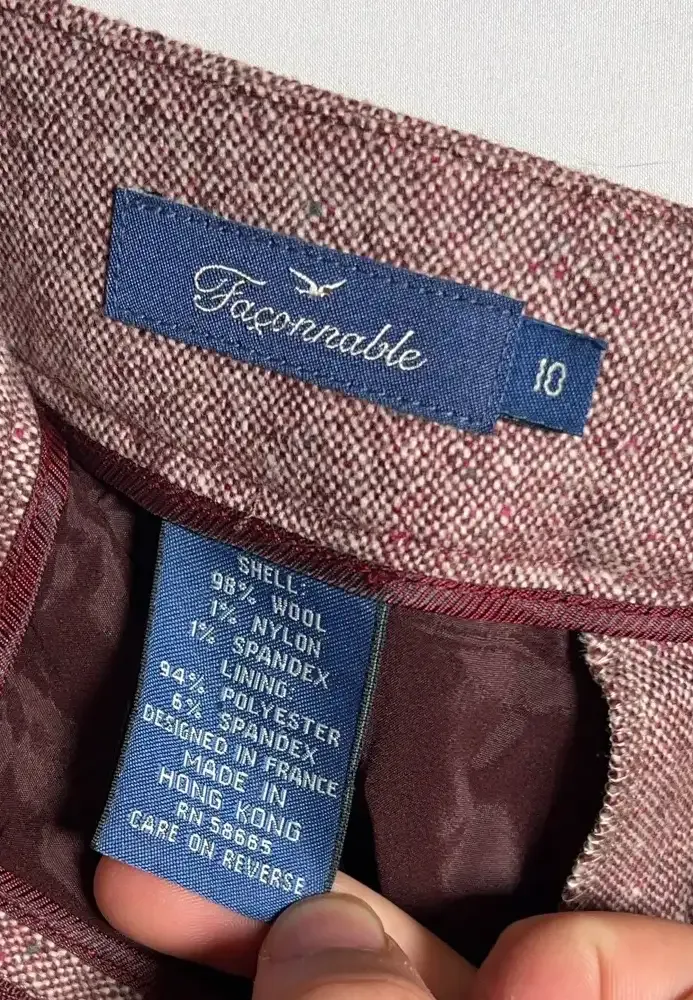 Façonnable
10
SHELL:
98% WOOL
1% NYLON
1% SPANDEX
LINING:
94% POLYESTER
6% SPANDEX
DESIGNED IN FRANCE
MADE IN
HONG KONG
RN 58665
CARE ON REVERSE